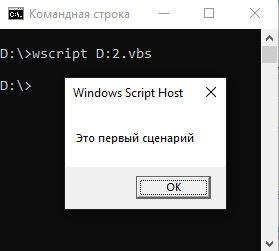 Командная строка
D:\>wscript D:2.vbs
D:\>
Windows Script Host
Это первый сценарий
OK